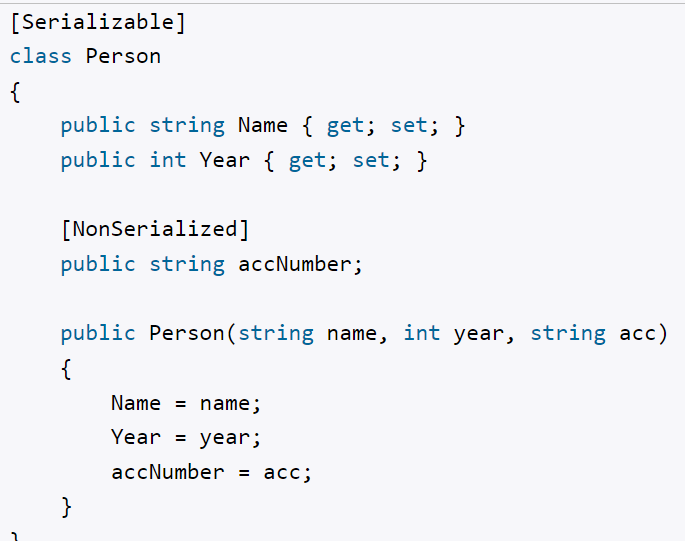 [Serializable]
class Person
{
    public string Name { get; set; }
    public int Year { get; set; }

    [NonSerialized]
    public string accNumber;

    public Person(string name, int year, string acc)
    {
        Name = name;
        Year = year;
        accNumber = acc;
    }
}